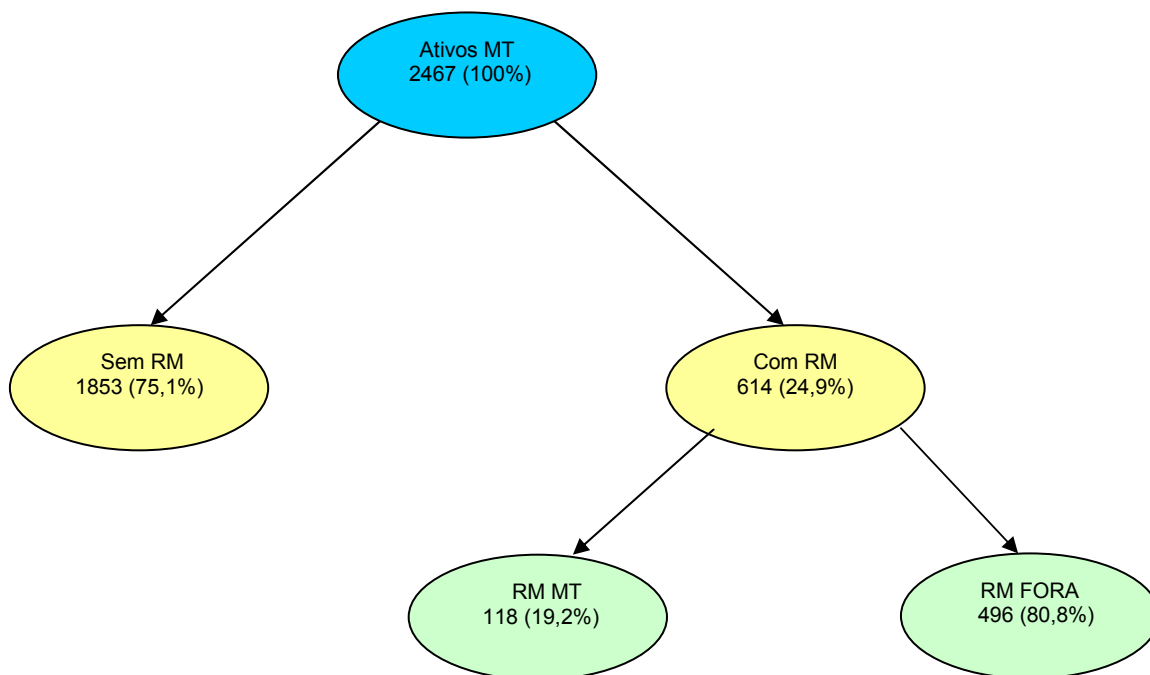 Ativos MT
2467 (100%)
Sem RM
1853 (75,1%)
Com RM
614 (24,9%)
RM MT
118 (19,2%)
RM FORA
496 (80,8%)